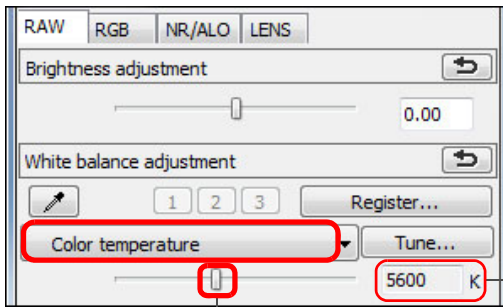 RAW RGB NR/ALO LENS
Brightness adjustment
0.00
White balance adjustment
1 2 3 Register...
Color temperature Tune...
5600 K